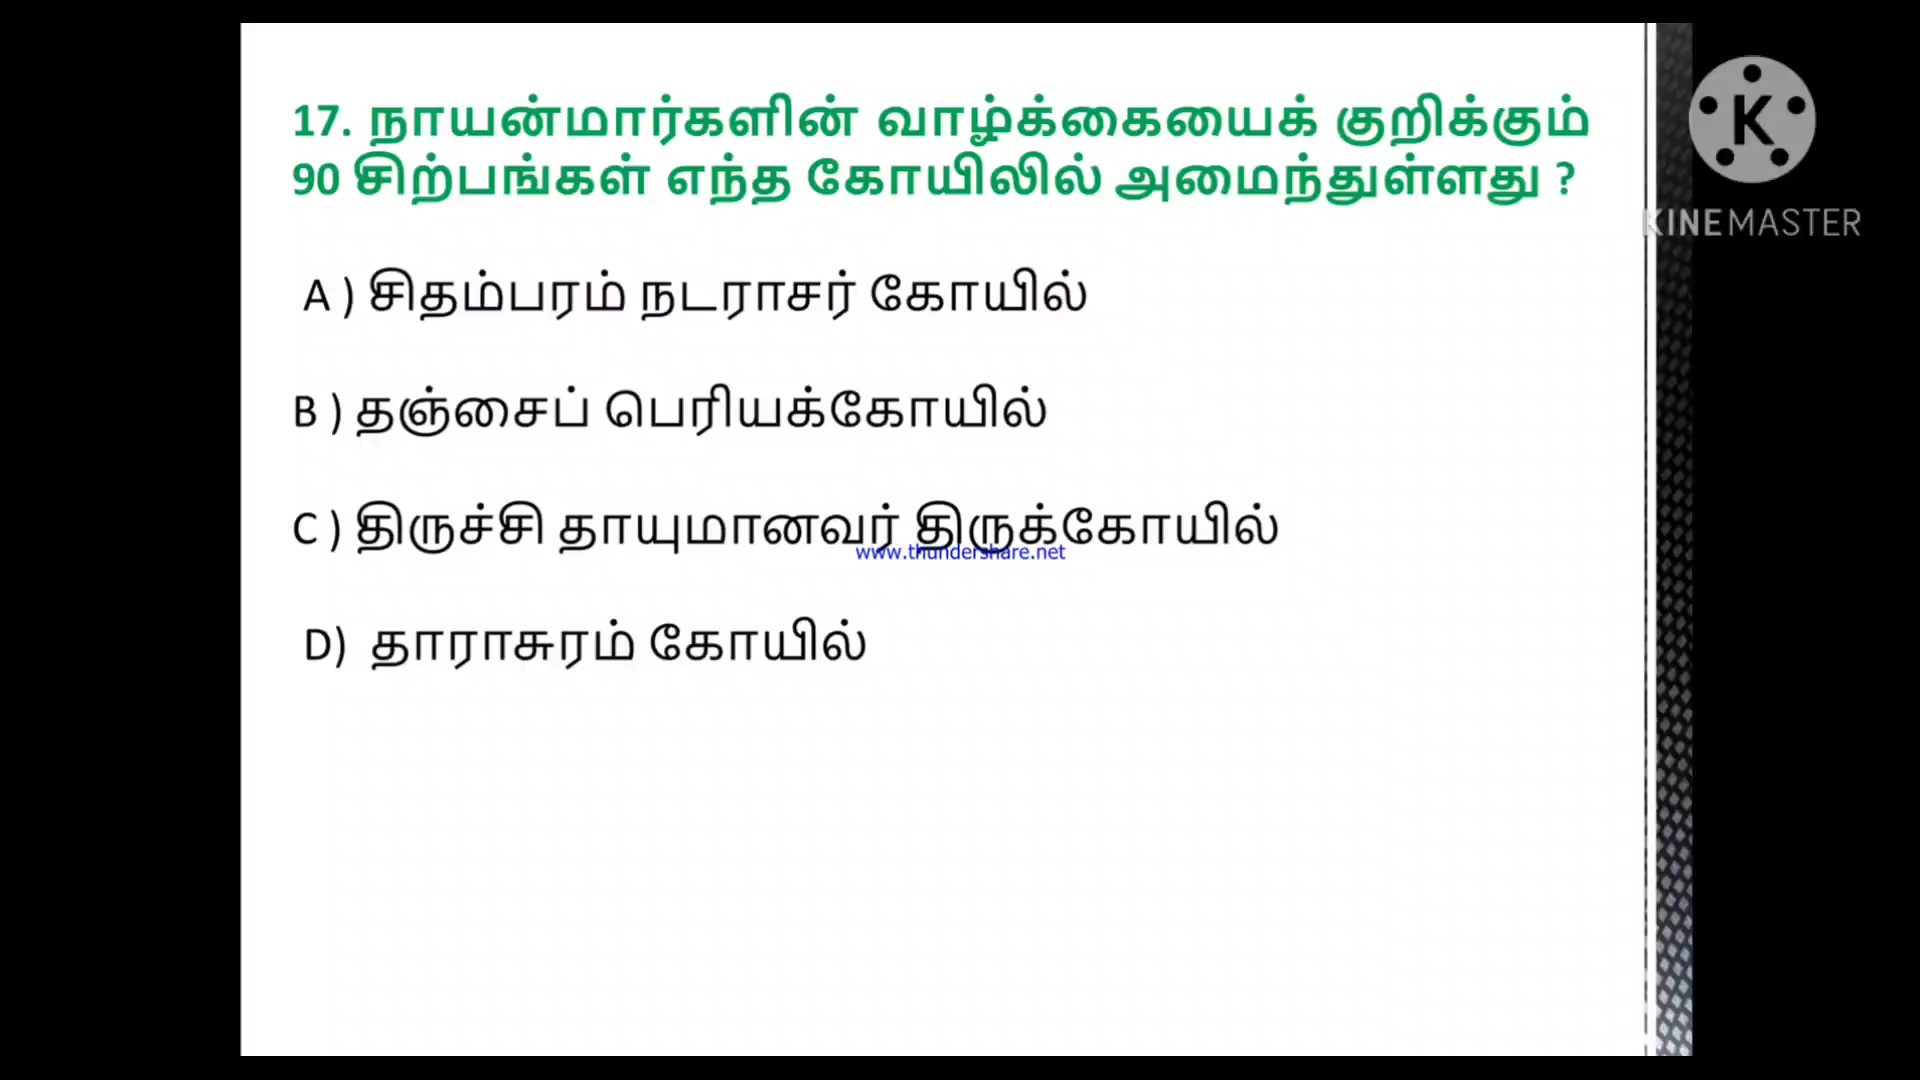 17. நாயன்மார்களின் வாழ்க்கையைக் குறிக்கும்
90 சிற்பங்கள் எந்த கோயிலில் அமைந்துள்ளது ?
A ) சிதம்பரம் நடராசர் கோயில்
B ) தஞ்சைப் பெரியக்கோயில்
C ) திருச்சி தாயுமானவர் திருக்கோயில்
www.thundershare.net
D) தாராசுரம் கோயில்
K
KINEMASTER